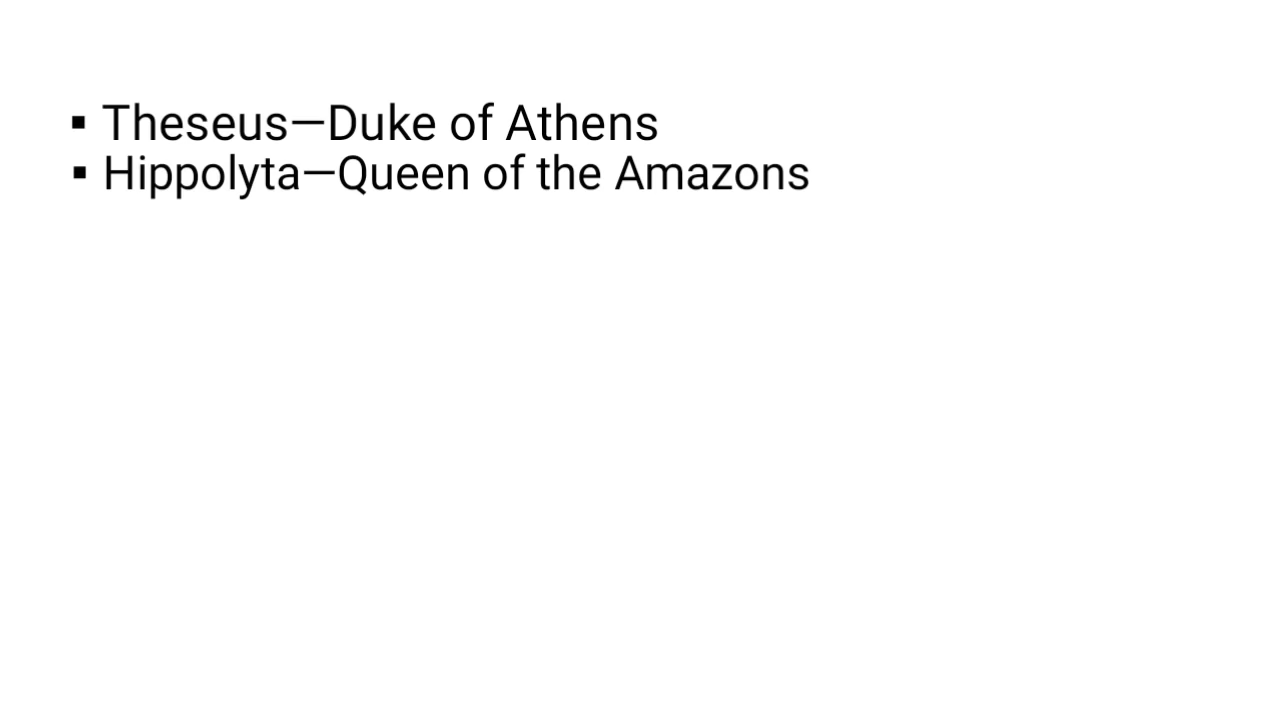 ▪ Theseus—Duke of Athens
▪ Hippolyta—Queen of the Amazons